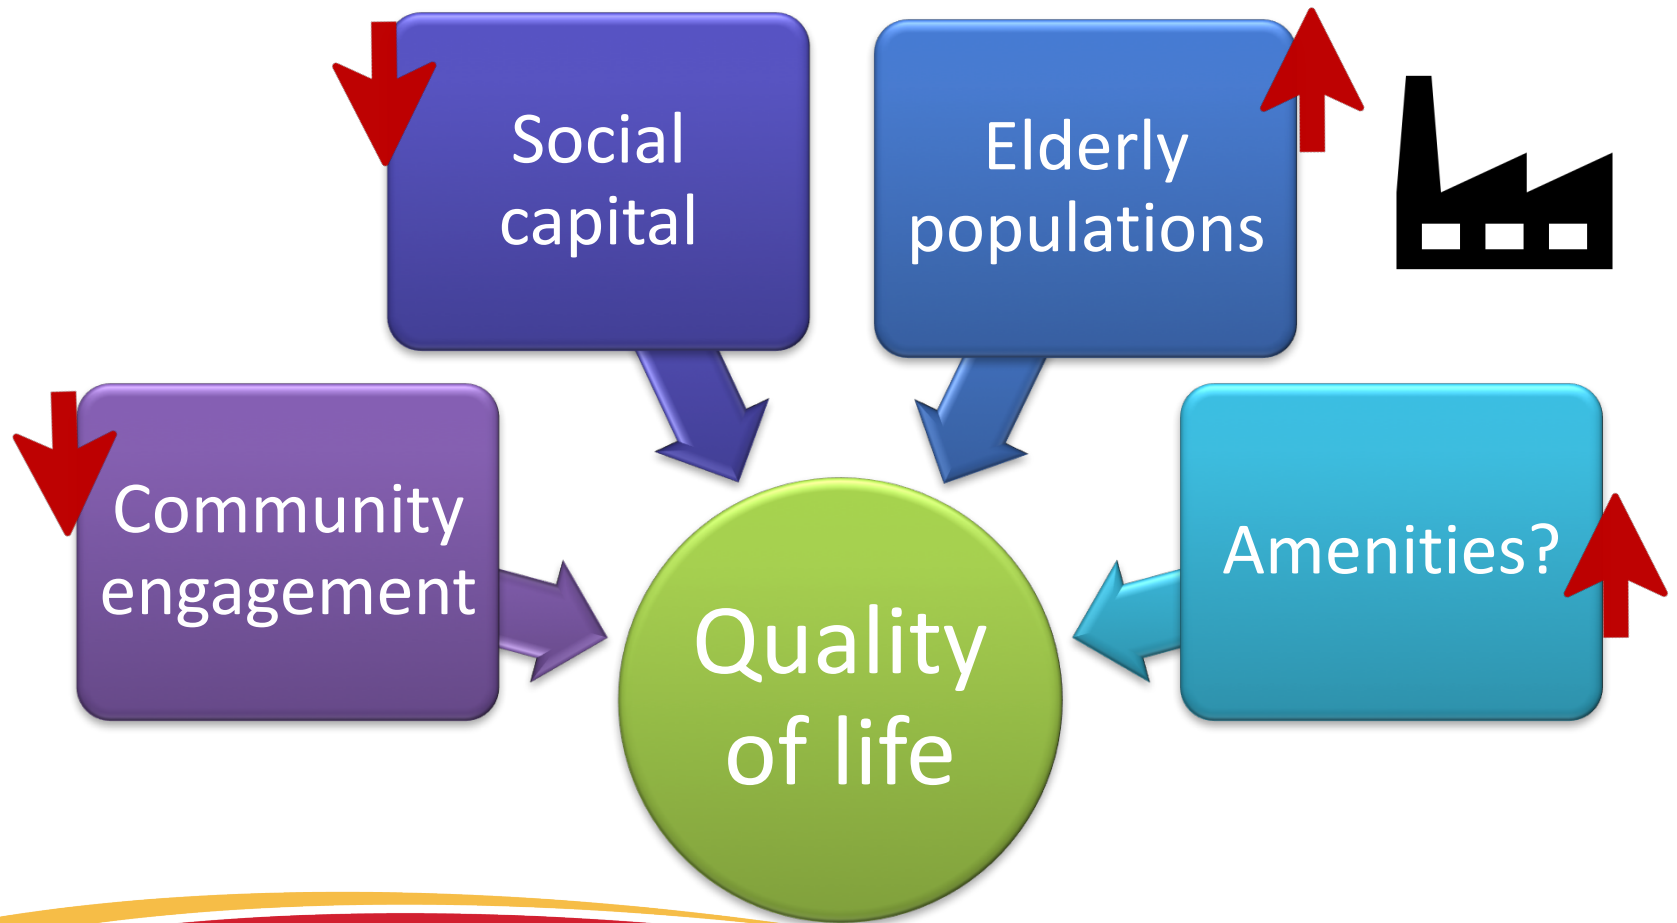 Social
capital
Elderly
populations
Community
engagement
Amenities?
Quality
of life